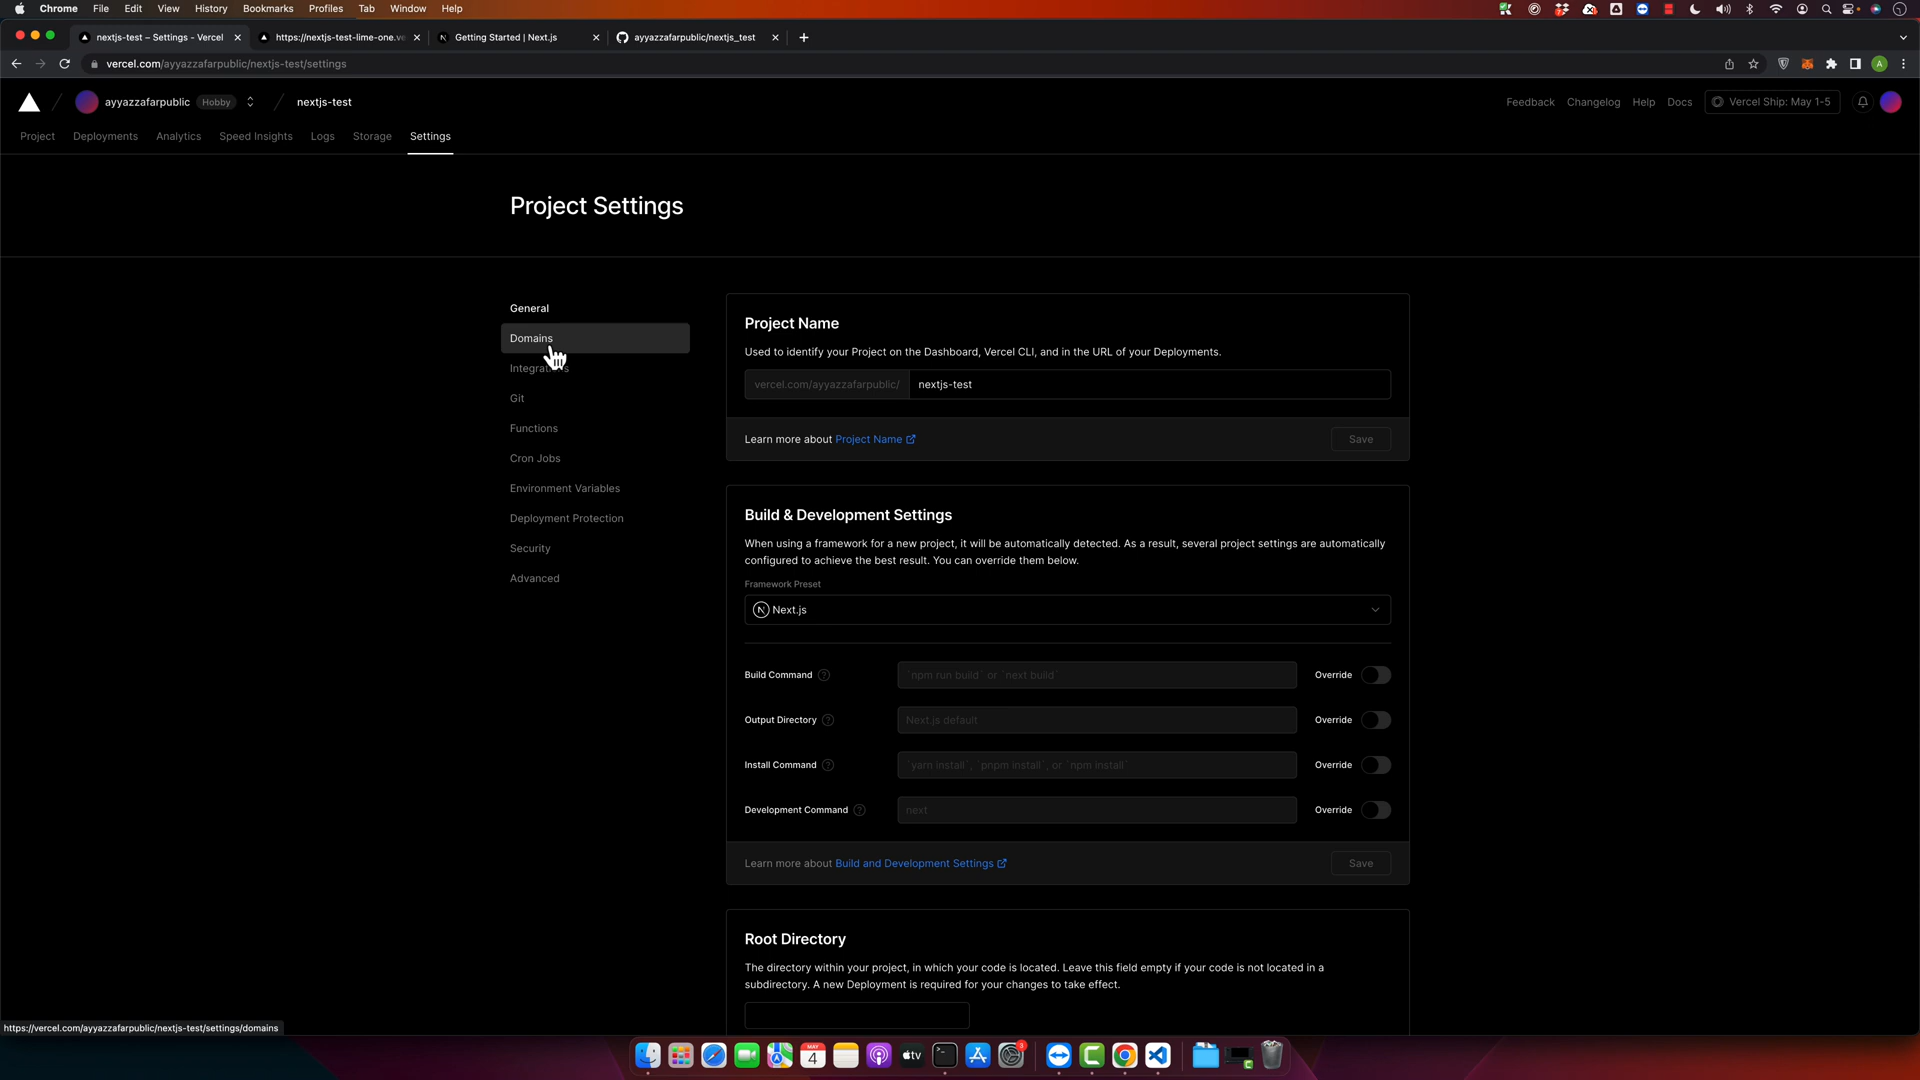 Chrome File Edit View History Bookmarks Profiles Tab Window Help
nextjs-test – Settings - Vercel https://nextjs-test-lime-one.ve Getting Started | Next.js ayyazzafarpublic/nextjs_test
vercel.com/ayyazzafarpublic/nextjs-test/settings A
ayyazzafarpublic Hobby nextjs-test Feedback Changelog Help Docs Vercel Ship: May 1-5
Project Deployments Analytics Speed Insights Logs Storage Settings
Project Settings
General
Domains
Integrations
Git
Functions
Cron Jobs
Environment Variables
Deployment Protection
Security
Advanced
Project Name
Used to identify your Project on the Dashboard, Vercel CLI, and in the URL of your Deployments.
vercel.com/ayyazzafarpublic/ nextjs-test
Learn more about Project Name Save
Build & Development Settings
When using a framework for a new project, it will be automatically detected. As a result, several project settings are automatically
configured to achieve the best result. You can override them below.
Framework Preset
N Next.js
Build Command ? `npm run build` or `next build` Override
Output Directory ? Next.js default Override
Install Command ? `yarn install`, `pnpm install`, or `npm install` Override
Development Command ? next Override
Learn more about Build and Development Settings Save
Root Directory
The directory within your project, in which your code is located. Leave this field empty if your code is not located in a
subdirectory. A new Deployment is required for your changes to take effect.
https://vercel.com/ayyazzafarpublic/nextjs-test/settings/domains
MAY
4
tv
3